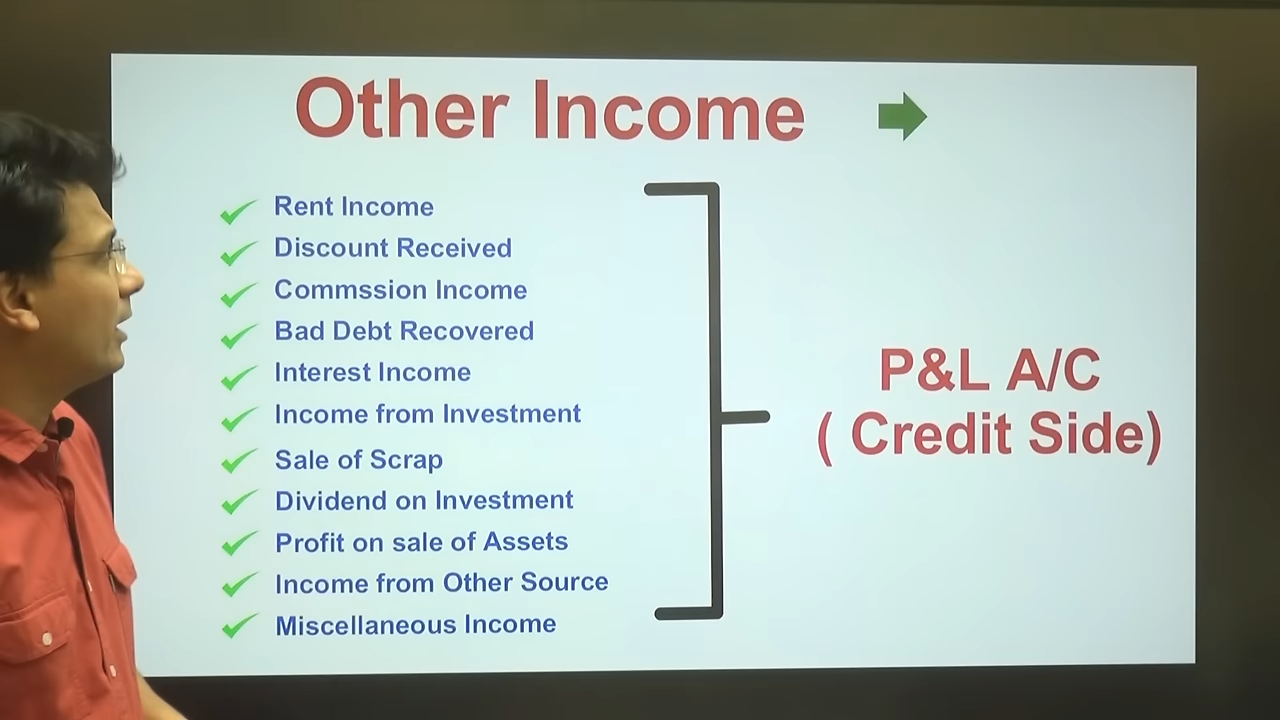 Other Income
Rent Income
Discount Received
Commssion Income
Bad Debt Recovered
Interest Income
Income from Investment
Sale of Scrap
Dividend on Investment
Profit on sale of Assets
Income from Other Source
Miscellaneous Income
P&L A/C
( Credit Side)